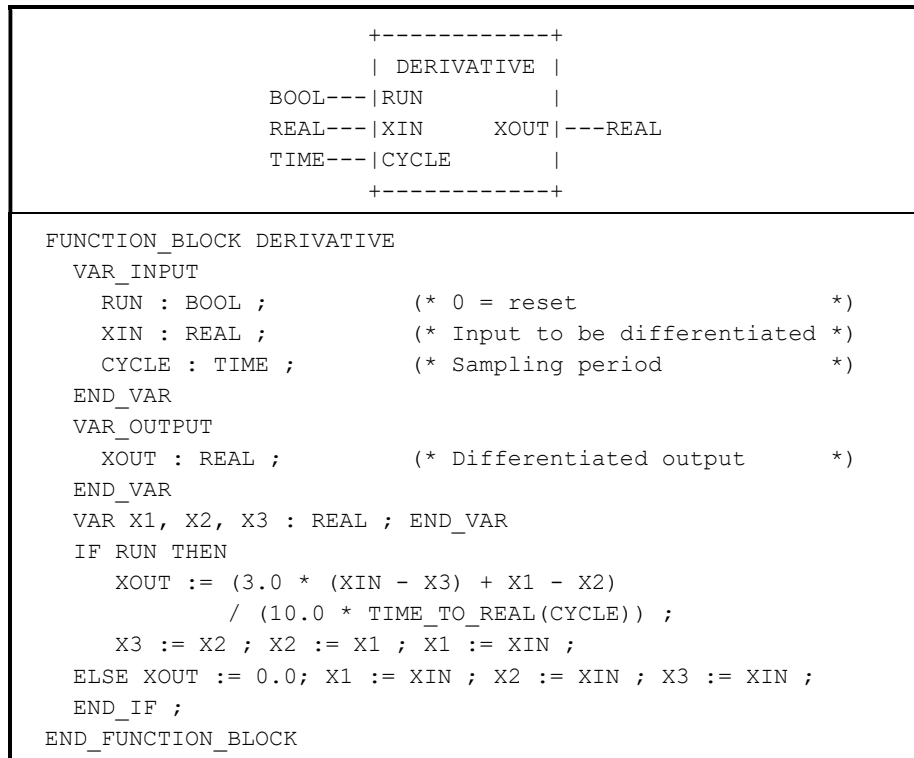 +------------+
| DERIVATIVE |
BOOL---|RUN         |
REAL---|XIN     XOUT|---REAL
TIME---|CYCLE       |
+------------+
FUNCTION_BLOCK DERIVATIVE
VAR_INPUT
RUN : BOOL ;          (* 0 = reset                  *)
XIN : REAL ;          (* Input to be differentiated *)
CYCLE : TIME ;        (* Sampling period            *)
END_VAR
VAR_OUTPUT
XOUT : REAL ;         (* Differentiated output      *)
END_VAR
VAR X1, X2, X3 : REAL ; END_VAR
IF RUN THEN
XOUT := (3.0 * (XIN - X3) + X1 - X2)
/ (10.0 * TIME_TO_REAL(CYCLE)) ;
X3 := X2 ; X2 := X1 ; X1 := XIN ;
ELSE XOUT := 0.0; X1 := XIN ; X2 := XIN ; X3 := XIN ;
END_IF ;
END_FUNCTION_BLOCK